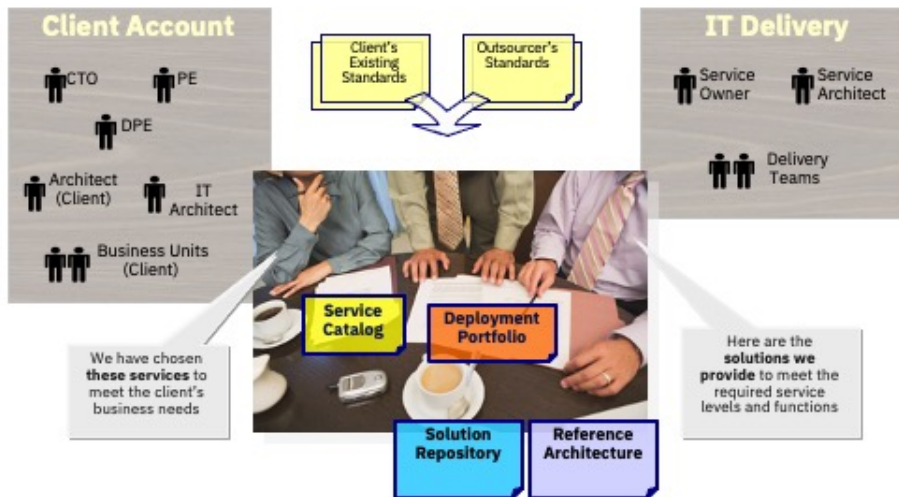 Client Account
CTO
PE
DPE
Architect
(Client)
IT
Architect
Business Units
(Client)
Client's
Existing
Standards
Outsourcer's
Standards
IT Delivery
Service
Owner
Service
Architect
Delivery
Teams
Service
Catalog
Deployment
Portfolio
We have chosen
these services to
meet the client's
business needs
Here are the
solutions we
provide to meet the
required service
levels and functions
Solution
Repository
Reference
Architecture